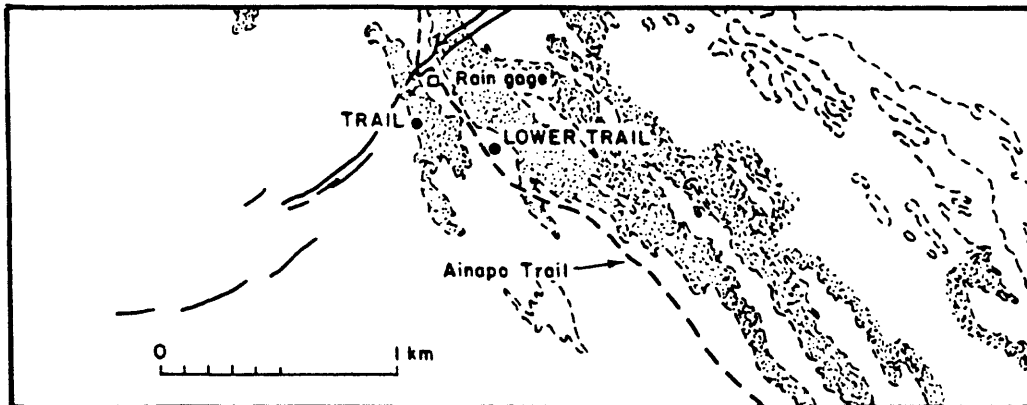 Rain gage
TRAIL
LOWER TRAIL
Ainapo Trail
0 1 km